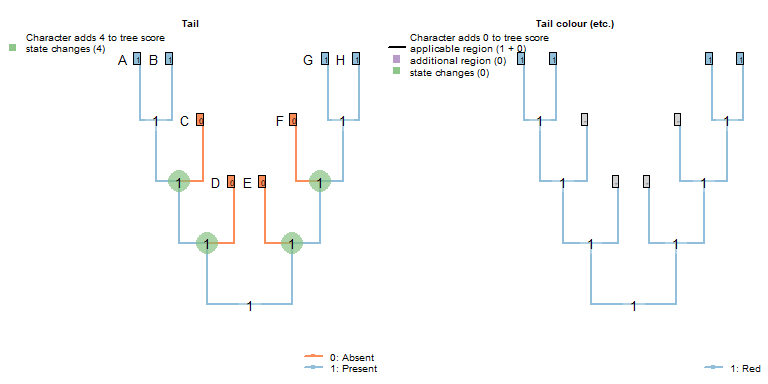 Tail
Character adds 4 to tree score
state changes (4)
A 1 B 1 G 1 H 1
1 C 0 F 0 1
1 D 0 E 0 1
1 1
1
0: Absent
1: Present
Tail colour (etc.)
Character adds 0 to tree score
applicable region (1 + 0)
additional region (0)
state changes (0)
1 1 1 1
1 - - 1
1 - - 1
1 1
1
1: Red